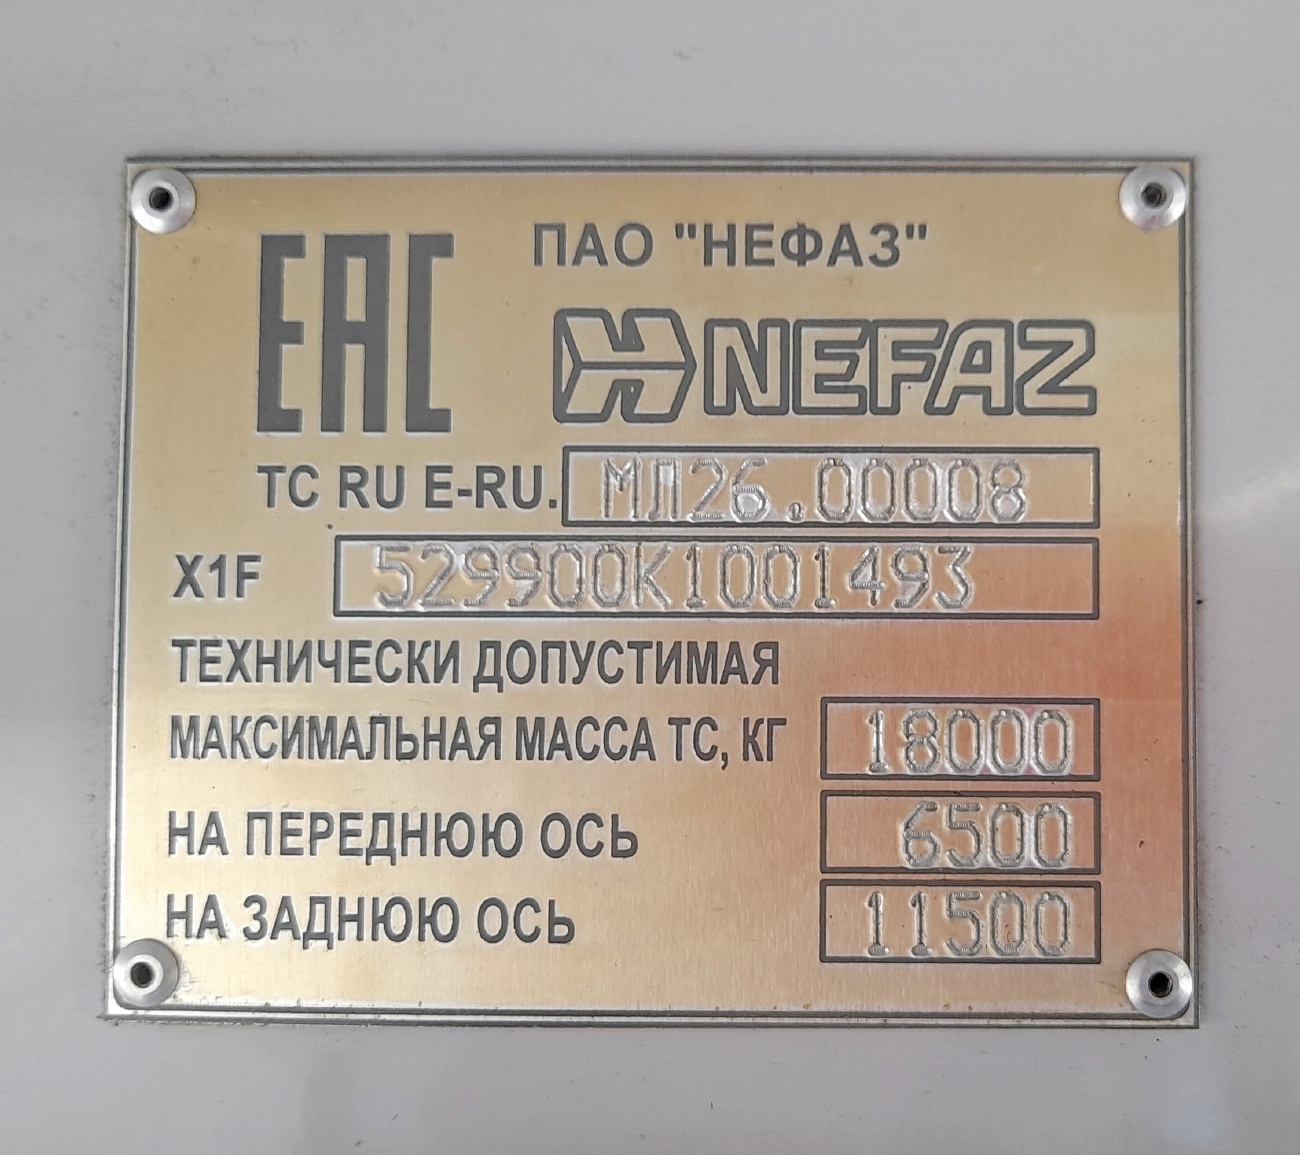 ЕАС
ПАО "НЕФАЗ"
NEFAZ
ТС RU E-RU. МЛ26.00008
X1F 529900K1001493
ТЕХНИЧЕСКИ ДОПУСТИМАЯ
МАКСИМАЛЬНАЯ МАССА ТС, КГ 18000
НА ПЕРЕДНЮЮ ОСЬ 6500
НА ЗАДНЮЮ ОСЬ 11500